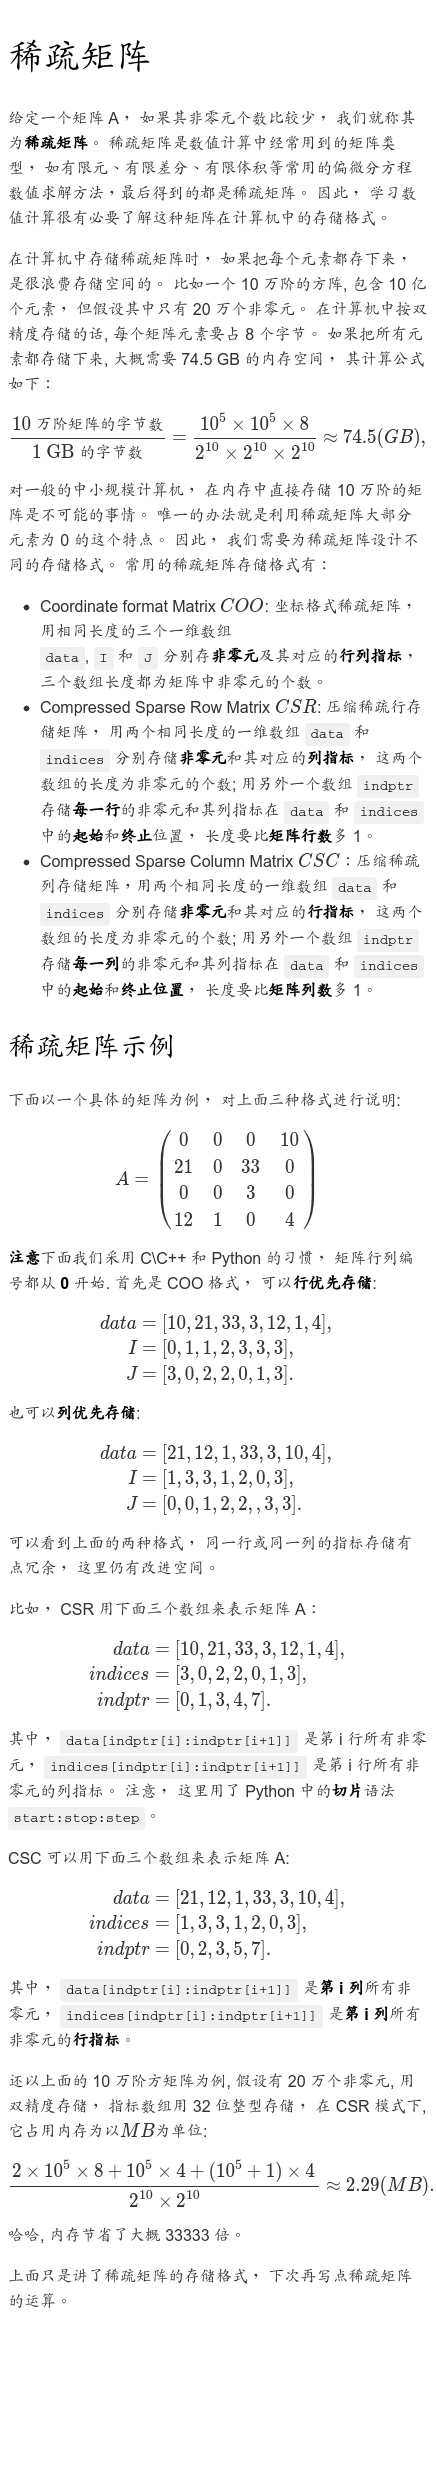 稀疏矩阵
给定一个矩阵 A， 如果其非零元个数比较少， 我们就称其
为稀疏矩阵。 稀疏矩阵是数值计算中经常用到的矩阵类
型， 如有限元、有限差分、有限体积等常用的偏微分方程
数值求解方法，最后得到的都是稀疏矩阵。 因此， 学习数
值计算很有必要了解这种矩阵在计算机中的存储格式。
在计算机中存储稀疏矩阵时， 如果把每个元素都存下来，
是很浪费存储空间的。 比如一个 10 万阶的方阵, 包含 10 亿
个元素， 但假设其中只有 20 万个非零元。 在计算机中按双
精度存储的话, 每个矩阵元素要占 8 个字节。 如果把所有元
素都存储下来, 大概需要 74.5 GB 的内存空间， 其计算公式
如下：
10 万阶矩阵的字节数 / 1 GB 的字节数 = 10^5 × 10^5 × 8 / 2^10 × 2^10 × 2^10 ≈ 74.5(GB),
对一般的中小规模计算机， 在内存中直接存储 10 万阶的矩
阵是不可能的事情。 唯一的办法就是利用稀疏矩阵大部分
元素为 0 的这个特点。 因此， 我们需要为稀疏矩阵设计不
同的存储格式。 常用的稀疏矩阵存储格式有：
• Coordinate format Matrix COO: 坐标格式稀疏矩阵，
用相同长度的三个一维数组
data, I 和 J 分别存非零元及其对应的行列指标，
三个数组长度都为矩阵中非零元的个数。
• Compressed Sparse Row Matrix CSR: 压缩稀疏行存
储矩阵， 用两个相同长度的一维数组 data 和
indices 分别存储非零元和其对应的列指标， 这两个
数组的长度为非零元的个数; 用另外一个数组 indptr
存储每一行的非零元和其列指标在 data 和 indices
中的起始和终止位置， 长度要比矩阵行数多 1。
• Compressed Sparse Column Matrix CSC：压缩稀疏
列存储矩阵，用两个相同长度的一维数组 data 和
indices 分别存储非零元和其对应的行指标， 这两个
数组的长度为非零元的个数; 用另外一个数组 indptr
存储每一列的非零元和其列指标在 data 和 indices
中的起始和终止位置， 长度要比矩阵列数多 1。
稀疏矩阵示例
下面以一个具体的矩阵为例， 对上面三种格式进行说明:
0 0 0 10
21 0 33 0
A =
0 0 3 0
12 1 0 4
注意下面我们采用 C\C++ 和 Python 的习惯， 矩阵行列编
号都从 0 开始. 首先是 COO 格式， 可以行优先存储:
data = [10, 21, 33, 3, 12, 1, 4],
I = [0, 1, 1, 2, 3, 3, 3],
J = [3, 0, 2, 2, 0, 1, 3].
也可以列优先存储:
data = [21, 12, 1, 33, 3, 10, 4],
I = [1, 3, 3, 1, 2, 0, 3],
J = [0, 0, 1, 2, 2, , 3, 3].
可以看到上面的两种格式， 同一行或同一列的指标存储有
点冗余， 这里仍有改进空间。
比如， CSR 用下面三个数组来表示矩阵 A：
data = [10, 21, 33, 3, 12, 1, 4],
indices = [3, 0, 2, 2, 0, 1, 3],
indptr = [0, 1, 3, 4, 7].
其中， data[indptr[i]:indptr[i+1]] 是第 i 行所有非零
元， indices[indptr[i]:indptr[i+1]] 是第 i 行所有非
零元的列指标。 注意， 这里用了 Python 中的切片语法
start:stop:step 。
CSC 可以用下面三个数组来表示矩阵 A:
data = [21, 12, 1, 33, 3, 10, 4],
indices = [1, 3, 3, 1, 2, 0, 3],
indptr = [0, 2, 3, 5, 7].
其中， data[indptr[i]:indptr[i+1]] 是第 i 列所有非
零元， indices[indptr[i]:indptr[i+1]] 是第 i 列所有
非零元的行指标。
还以上面的 10 万阶方矩阵为例, 假设有 20 万个非零元, 用
双精度存储， 指标数组用 32 位整型存储， 在 CSR 模式下,
它占用内存为以MB为单位:
2 × 10^5 × 8 + 10^5 × 4 + (10^5 + 1) × 4 / 2^10 × 2^10 ≈ 2.29(MB).
哈哈, 内存节省了大概 33333 倍。
上面只是讲了稀疏矩阵的存储格式， 下次再写点稀疏矩阵
的运算。